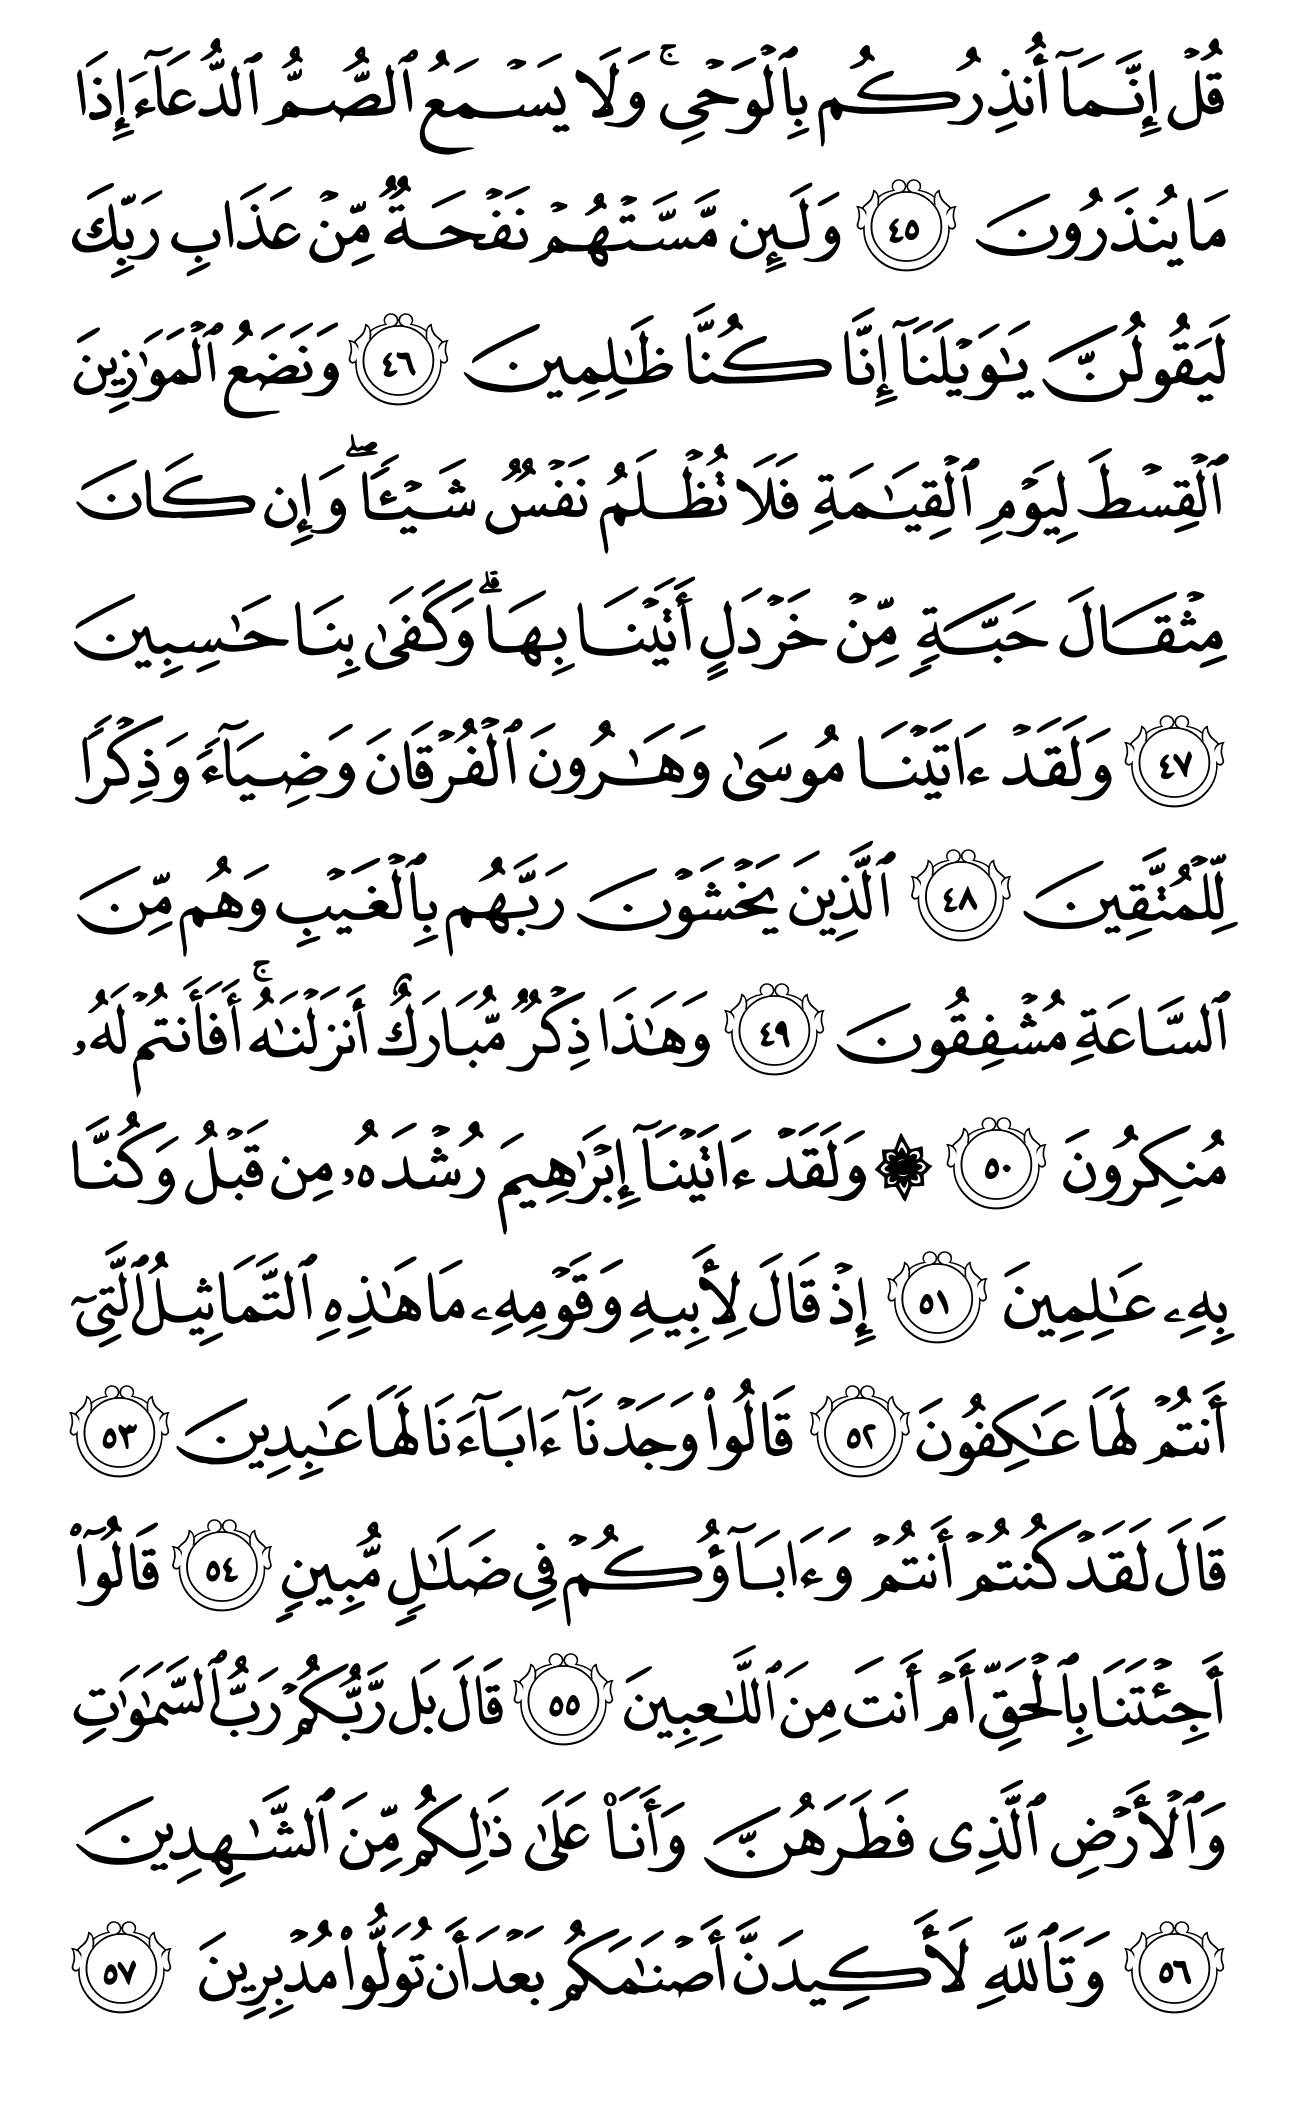 قُلۡ إِنَّمَآ أُنذِرُكُم بِٱلۡوَحۡيِۚ وَلَا يَسۡمَعُ ٱلصُّمُّ ٱلدُّعَآءَ إِذَا
مَا يُنذَرُونَ ٤٥ وَلَئِن مَّسَّتۡهُمۡ نَفۡحَةٞ مِّنۡ عَذَابِ رَبِّكَ
لَيَقُولُنَّ يَٰوَيۡلَنَآ إِنَّا كُنَّا ظَٰلِمِينَ ٤٦ وَنَضَعُ ٱلۡمَوَٰزِينَ
ٱلۡقِسۡطَ لِيَوۡمِ ٱلۡقِيَٰمَةِ فَلَا تُظۡلَمُ نَفۡسٞ شَيۡـٔٗاۖ وَإِن كَانَ
مِثۡقَالَ حَبَّةٖ مِّنۡ خَرۡدَلٍ أَتَيۡنَا بِهَاۗ وَكَفَىٰ بِنَا حَٰسِبِينَ
٤٧ وَلَقَدۡ ءَاتَيۡنَا مُوسَىٰ وَهَٰرُونَ ٱلۡفُرۡقَانَ وَضِيَآءٗ وَذِكۡرٗا
لِّلۡمُتَّقِينَ ٤٨ ٱلَّذِينَ يَخۡشَوۡنَ رَبَّهُم بِٱلۡغَيۡبِ وَهُم مِّنَ
ٱلسَّاعَةِ مُشۡفِقُونَ ٤٩ وَهَٰذَا ذِكۡرٞ مُّبَارَكٌ أَنزَلۡنَٰهُۚ أَفَأَنتُمۡ لَهُۥ
مُنكِرُونَ ٥٠ ۞ وَلَقَدۡ ءَاتَيۡنَآ إِبۡرَٰهِيمَ رُشۡدَهُۥ مِن قَبۡلُ وَكُنَّا
بِهِۦ عَٰلِمِينَ ٥١ إِذۡ قَالَ لِأَبِيهِ وَقَوۡمِهِۦ مَا هَٰذِهِ ٱلتَّمَاثِيلُ ٱلَّتِيٓ
أَنتُمۡ لَهَا عَٰكِفُونَ ٥٢ قَالُواْ وَجَدۡنَآ ءَابَآءَنَا لَهَا عَٰبِدِينَ ٥٣
قَالَ لَقَدۡ كُنتُمۡ أَنتُمۡ وَءَابَآؤُكُمۡ فِي ضَلَٰلٖ مُّبِينٖ ٥٤ قَالُوٓاْ
أَجِئۡتَنَا بِٱلۡحَقِّ أَمۡ أَنتَ مِنَ ٱللَّٰعِبِينَ ٥٥ قَالَ بَل رَّبُّكُمۡ رَبُّ ٱلسَّمَٰوَٰتِ
وَٱلۡأَرۡضِ ٱلَّذِي فَطَرَهُنَّ وَأَنَا۠ عَلَىٰ ذَٰلِكُم مِّنَ ٱلشَّٰهِدِينَ
٥٦ وَتَٱللَّهِ لَأَكِيدَنَّ أَصۡنَٰمَكُم بَعۡدَ أَن تُوَلُّواْ مُدۡبِرِينَ ٥٧